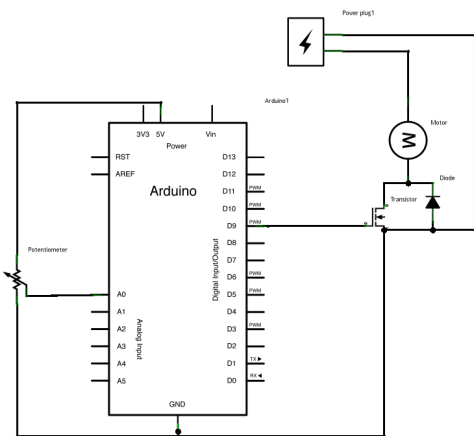 Power plug1
Arduino1
3V3
5V
Vin
Power
Motor
RST
AREF
Arduino
D13
D12
D11
PWM
D10
PWM
D9
PWM
D8
D7
D6
PWM
D5
PWM
D4
D3
PWM
D2
D1
TX
D0
RX
Digital Input/Output
Diode
Transistor
Potentiometer
A0
A1
A2
A3
A4
A5
Analog Input
GND
M